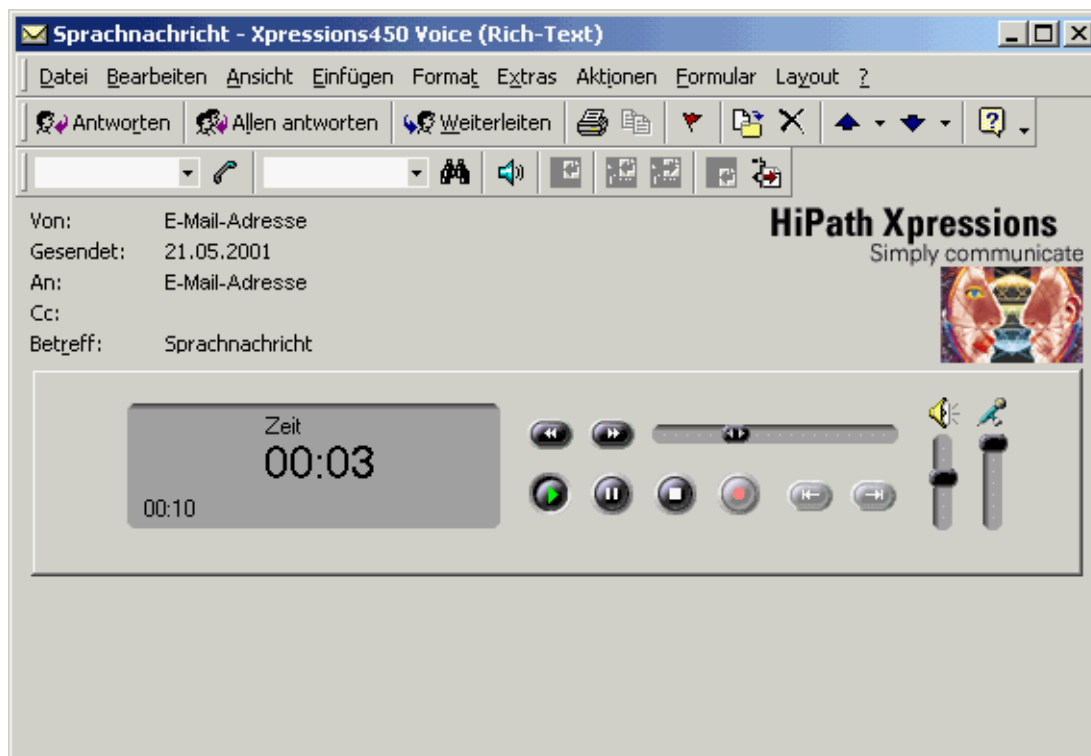 Sprachnachricht - Xpressions450 Voice (Rich-Text)
Datei Bearbeiten Ansicht Einfügen Format Extras Aktionen Formular Layout ?
Antworten Allen antworten Weiterleiten
Von: E-Mail-Adresse
Gesendet: 21.05.2001
An: E-Mail-Adresse
Cc:
Betreff: Sprachnachricht
HiPath Xpressions
Simply communicate
Zeit
00:03
00:10